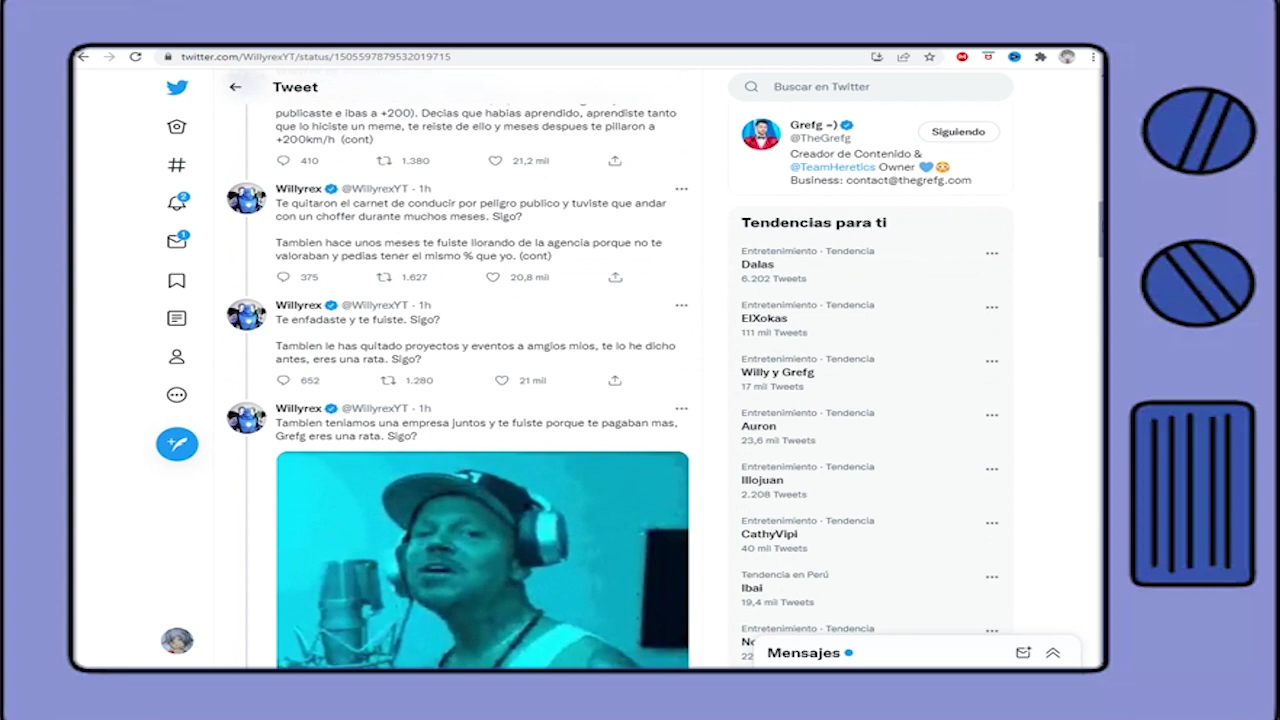 twitter.com/WillyrexYT/status/1505597879532019715
Tweet
publicaste e ibas a +200). Decias que habias aprendido, aprendiste tanto
que lo hiciste un meme, te reiste de ello y meses despues te pillaron a
+200km/h (cont)
410 1.380 21,2 mil
Willyrex @WillyrexYT · 1h
Te quitaron el carnet de conducir por peligro publico y tuviste que andar
con un choffer durante muchos meses. Sigo?
Tambien hace unos meses te fuiste llorando de la agencia porque no te
valoraban y pedias tener el mismo % que yo. (cont)
375 1.627 20,8 mil
Willyrex @WillyrexYT · 1h
Te enfadaste y te fuiste. Sigo?
Tambien le has quitado proyectos y eventos a amgios mios, te lo he dicho
antes, eres una rata. Sigo?
652 1.280 21 mil
Willyrex @WillyrexYT · 1h
Tambien teniamos una empresa juntos y te fuiste porque te pagaban mas,
Grefg eres una rata. Sigo?
Buscar en Twitter
Grefg =)
@TheGrefg
Siguiendo
Creador de Contenido &
@TeamHeretics Owner 💙😳
Business: contact@thegrefg.com
Tendencias para ti
Entretenimiento · Tendencia
Dalas
6.202 Tweets
Entretenimiento · Tendencia
ElXokas
111 mil Tweets
Entretenimiento · Tendencia
Willy y Grefg
17 mil Tweets
Entretenimiento · Tendencia
Auron
23,6 mil Tweets
Entretenimiento · Tendencia
Illojuan
2.208 Tweets
Entretenimiento · Tendencia
CathyVipi
40 mil Tweets
Tendencia en Perú
Ibai
19,4 mil Tweets
Entretenimiento · Tendencia
22
Mensajes
2
1